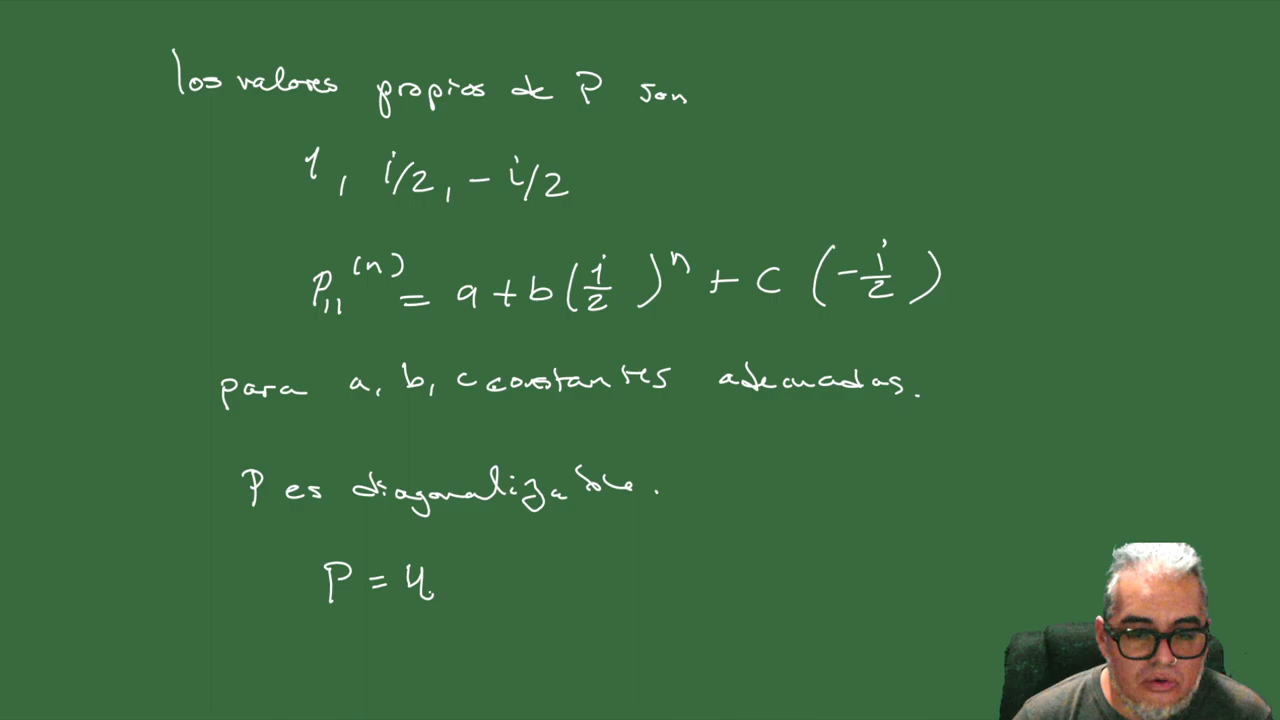 los valores propios de P son
1, i/2, - i/2
P₁₁⁽ⁿ⁾ = a + b (i/2)ⁿ + c (- i/2)
para a, b, c constantes adecuadas.
P es diagonalizable.
P = U